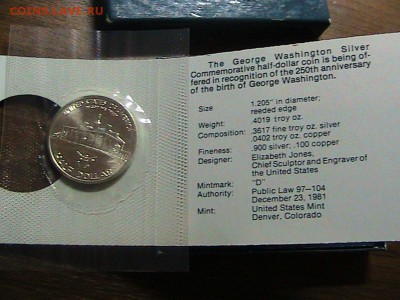 COINSS.RU
The George Washington Silver
Commemorative half-dollar coin is being of-
fered in recognition of the 250th anniversary
of the birth of George Washington.
Size 1.205" in diameter;
reeded edge
Weight: .4019 troy oz.
Composition: .3617 fine troy oz. silver
.0402 troy oz. copper
Fineness: .900 silver; .100 copper
Designer: Elizabeth Jones,
Chief Sculptor and Engraver of
the United States
Mintmark: "D"
Authority: Public Law 97–104
December 23, 1981
Mint: United States Mint
Denver, Colorado
HALF DOLLAR